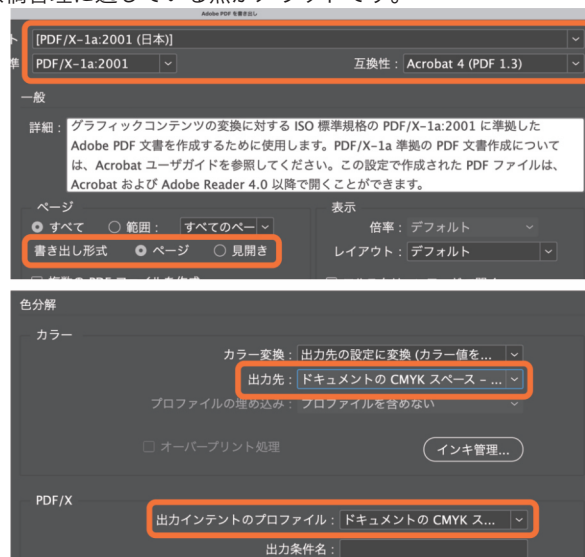 Adobe PDF を書き出し
[PDF/X-1a:2001 (日本)]
PDF/X-1a:2001
互換性： Acrobat 4 (PDF 1.3)
一般
詳細： グラフィックコンテンツの変換に対する ISO 標準規格の PDF/X-1a:2001 に準拠した
Adobe PDF 文書を作成するために使用します。PDF/X-1a 準拠の PDF 文書作成について
は、Acrobat ユーザガイドを参照してください。この設定で作成された PDF ファイルは、
Acrobat および Adobe Reader 4.0 以降で開くことができます。
ページ
表示
すべて 範囲： すべてのペー
倍率： デフォルト
書き出し形式 ページ 見開き
レイアウト： デフォルト
色分解
カラー
カラー変換： 出力先の設定に変換 (カラー値を...
出力先： ドキュメントの CMYK スペース – ...
プロファイルの埋め込み： プロファイルを含めない
オーバープリント処理
インキ管理...
PDF/X
出力インテントのプロファイル： ドキュメントの CMYK ス...
出力条件名：